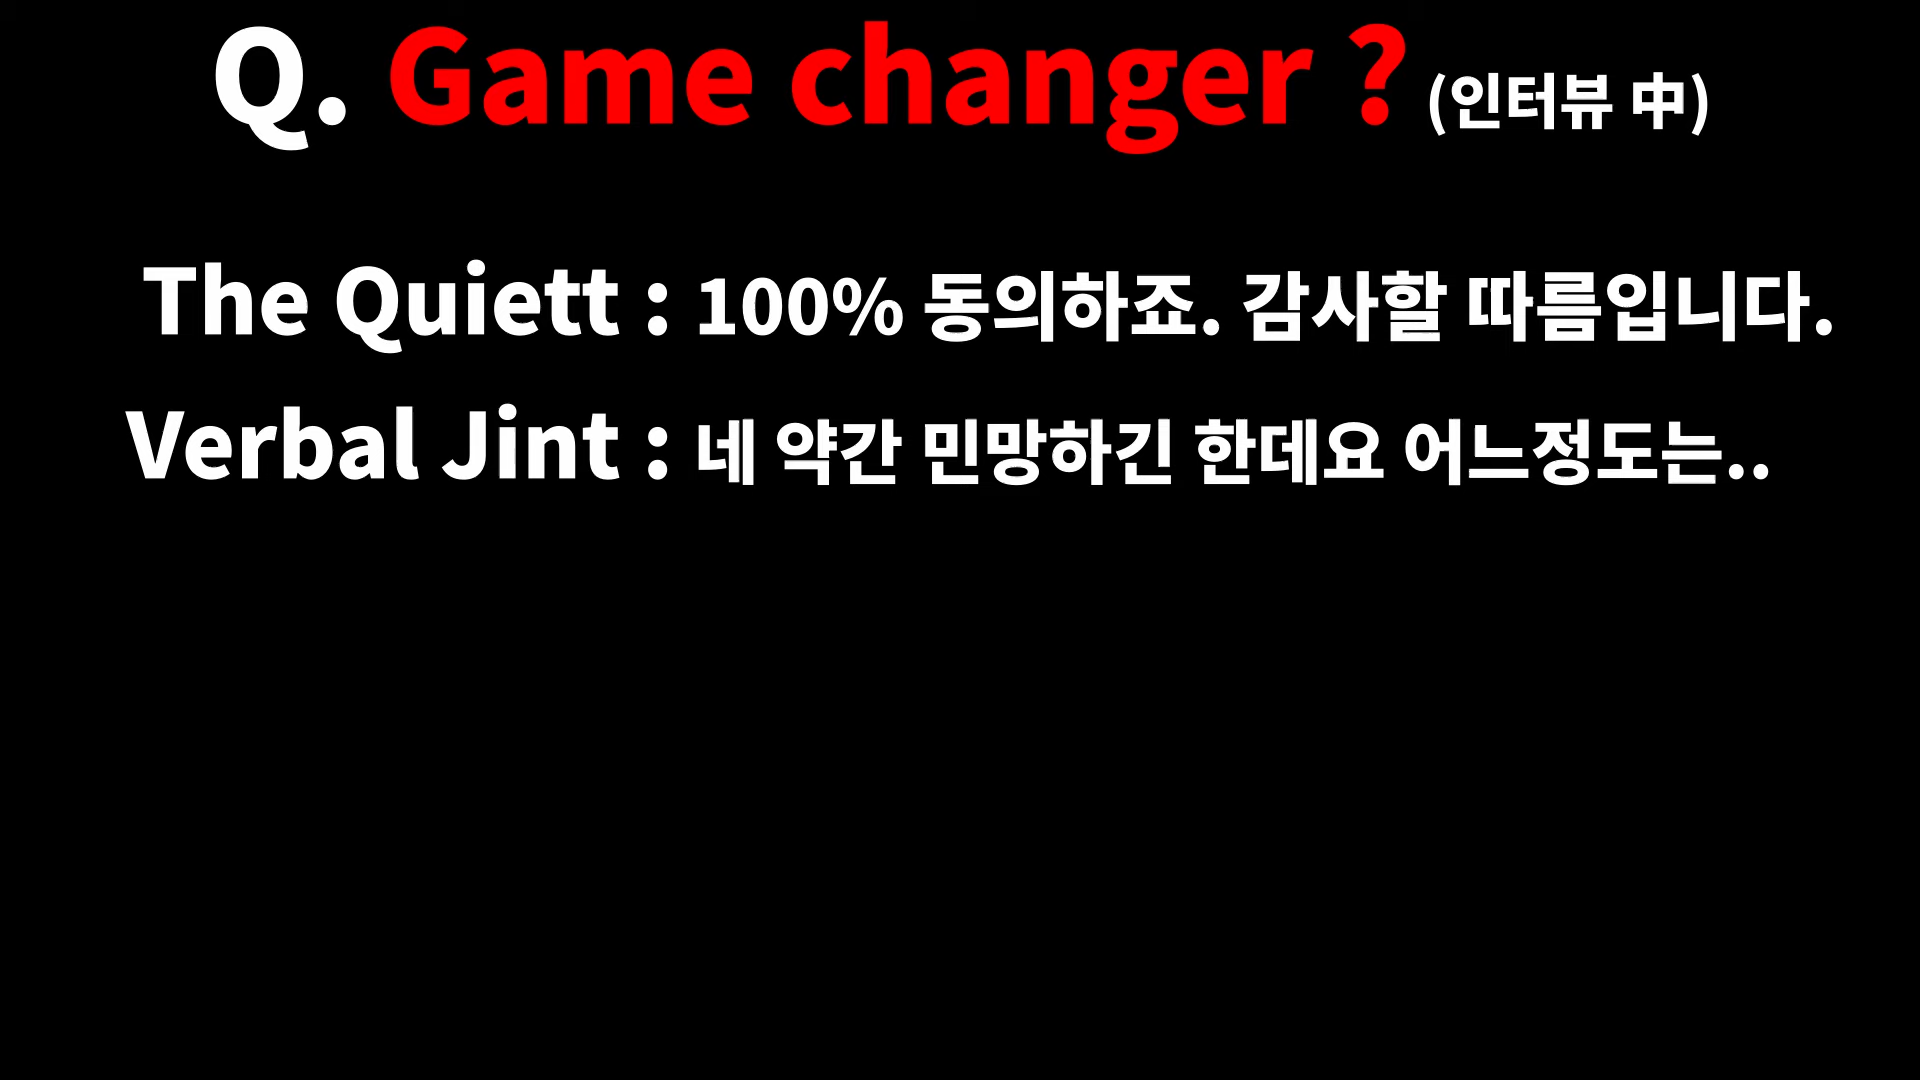 Q. Game changer ? (인터뷰 中)
The Quiett : 100% 동의하죠. 감사할 따름입니다.
Verbal Jint : 네 약간 민망하긴 한데요 어느정도는..